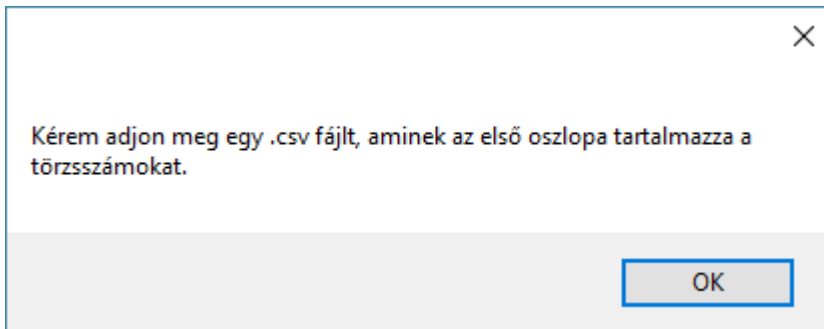 Kérem adjon meg egy .csv fájlt, aminek az első oszlopa tartalmazza a
törzsszámokat.
OK